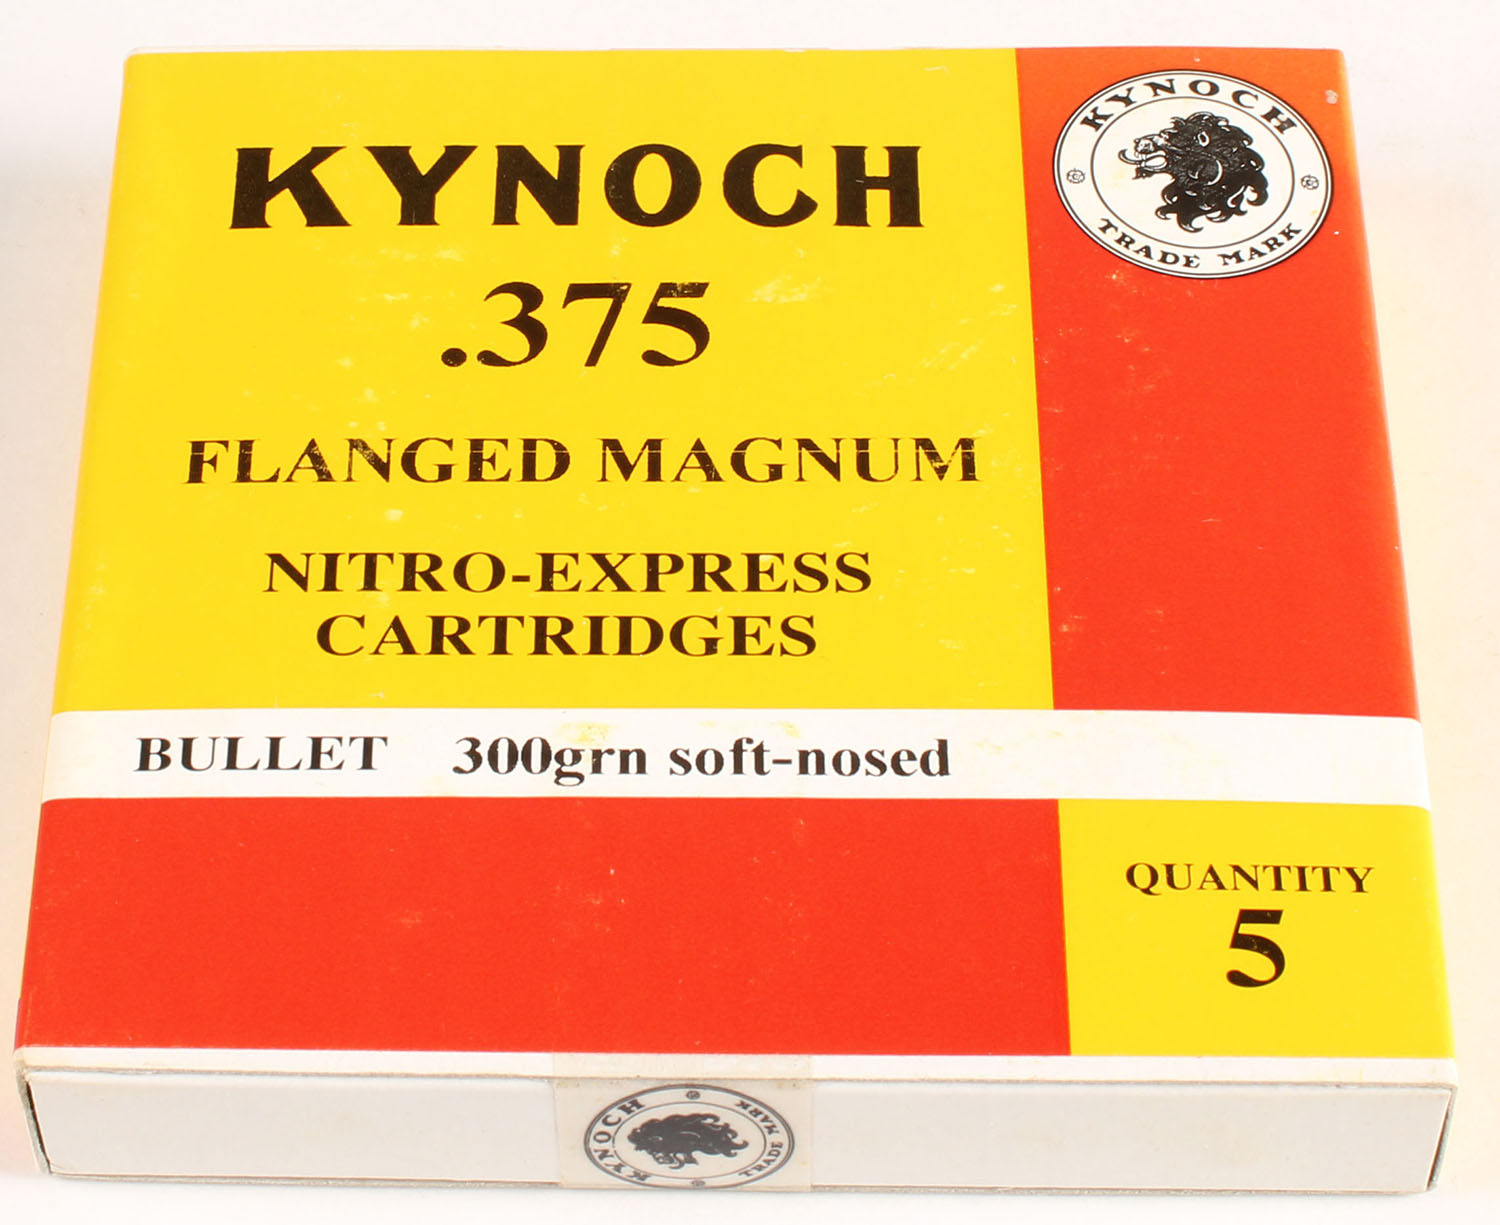 KYNOCH
TRADE MARK
KYNOCH
.375
FLANGED MAGNUM
NITRO-EXPRESS
CARTRIDGES
BULLET 300grn soft-nosed
QUANTITY
5
KYNOCH
TRADE MARK